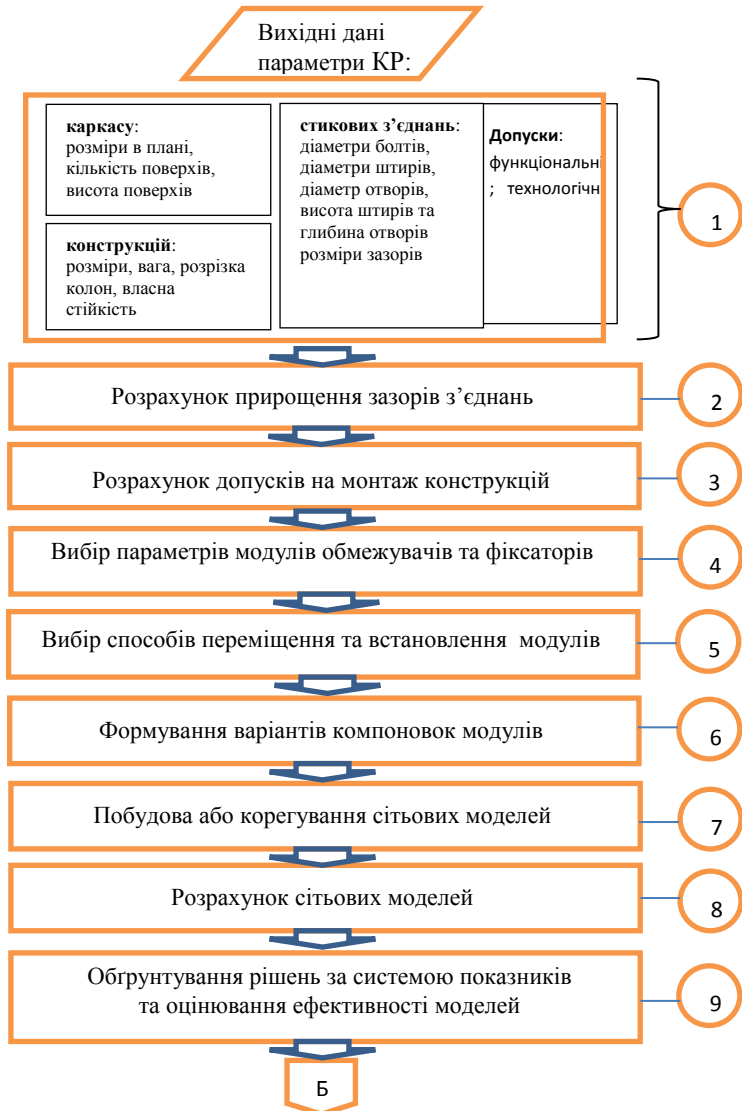 Вихідні дані
параметри КР:
каркасу:
розміри в плані,
кількість поверхів,
висота поверхів
конструкцій:
розміри, вага, розрізка
колон, власна
стійкість
стикових з’єднань:
діаметри болтів,
діаметри штирів,
діаметр отворів,
висота штирів та
глибина отворів
розміри зазорів
Допуски:
функціональні
; технологічн
1
Розрахунок прирощення зазорів з’єднань
2
Розрахунок допусків на монтаж конструкцій
3
Вибір параметрів модулів обмежувачів та фіксаторів
4
Вибір способів переміщення та встановлення модулів
5
Формування варіантів компоновок модулів
6
Побудова або корегування сітьових моделей
7
Розрахунок сітьових моделей
8
Обґрунтування рішень за системою показників
та оцінювання ефективності моделей
9
Б